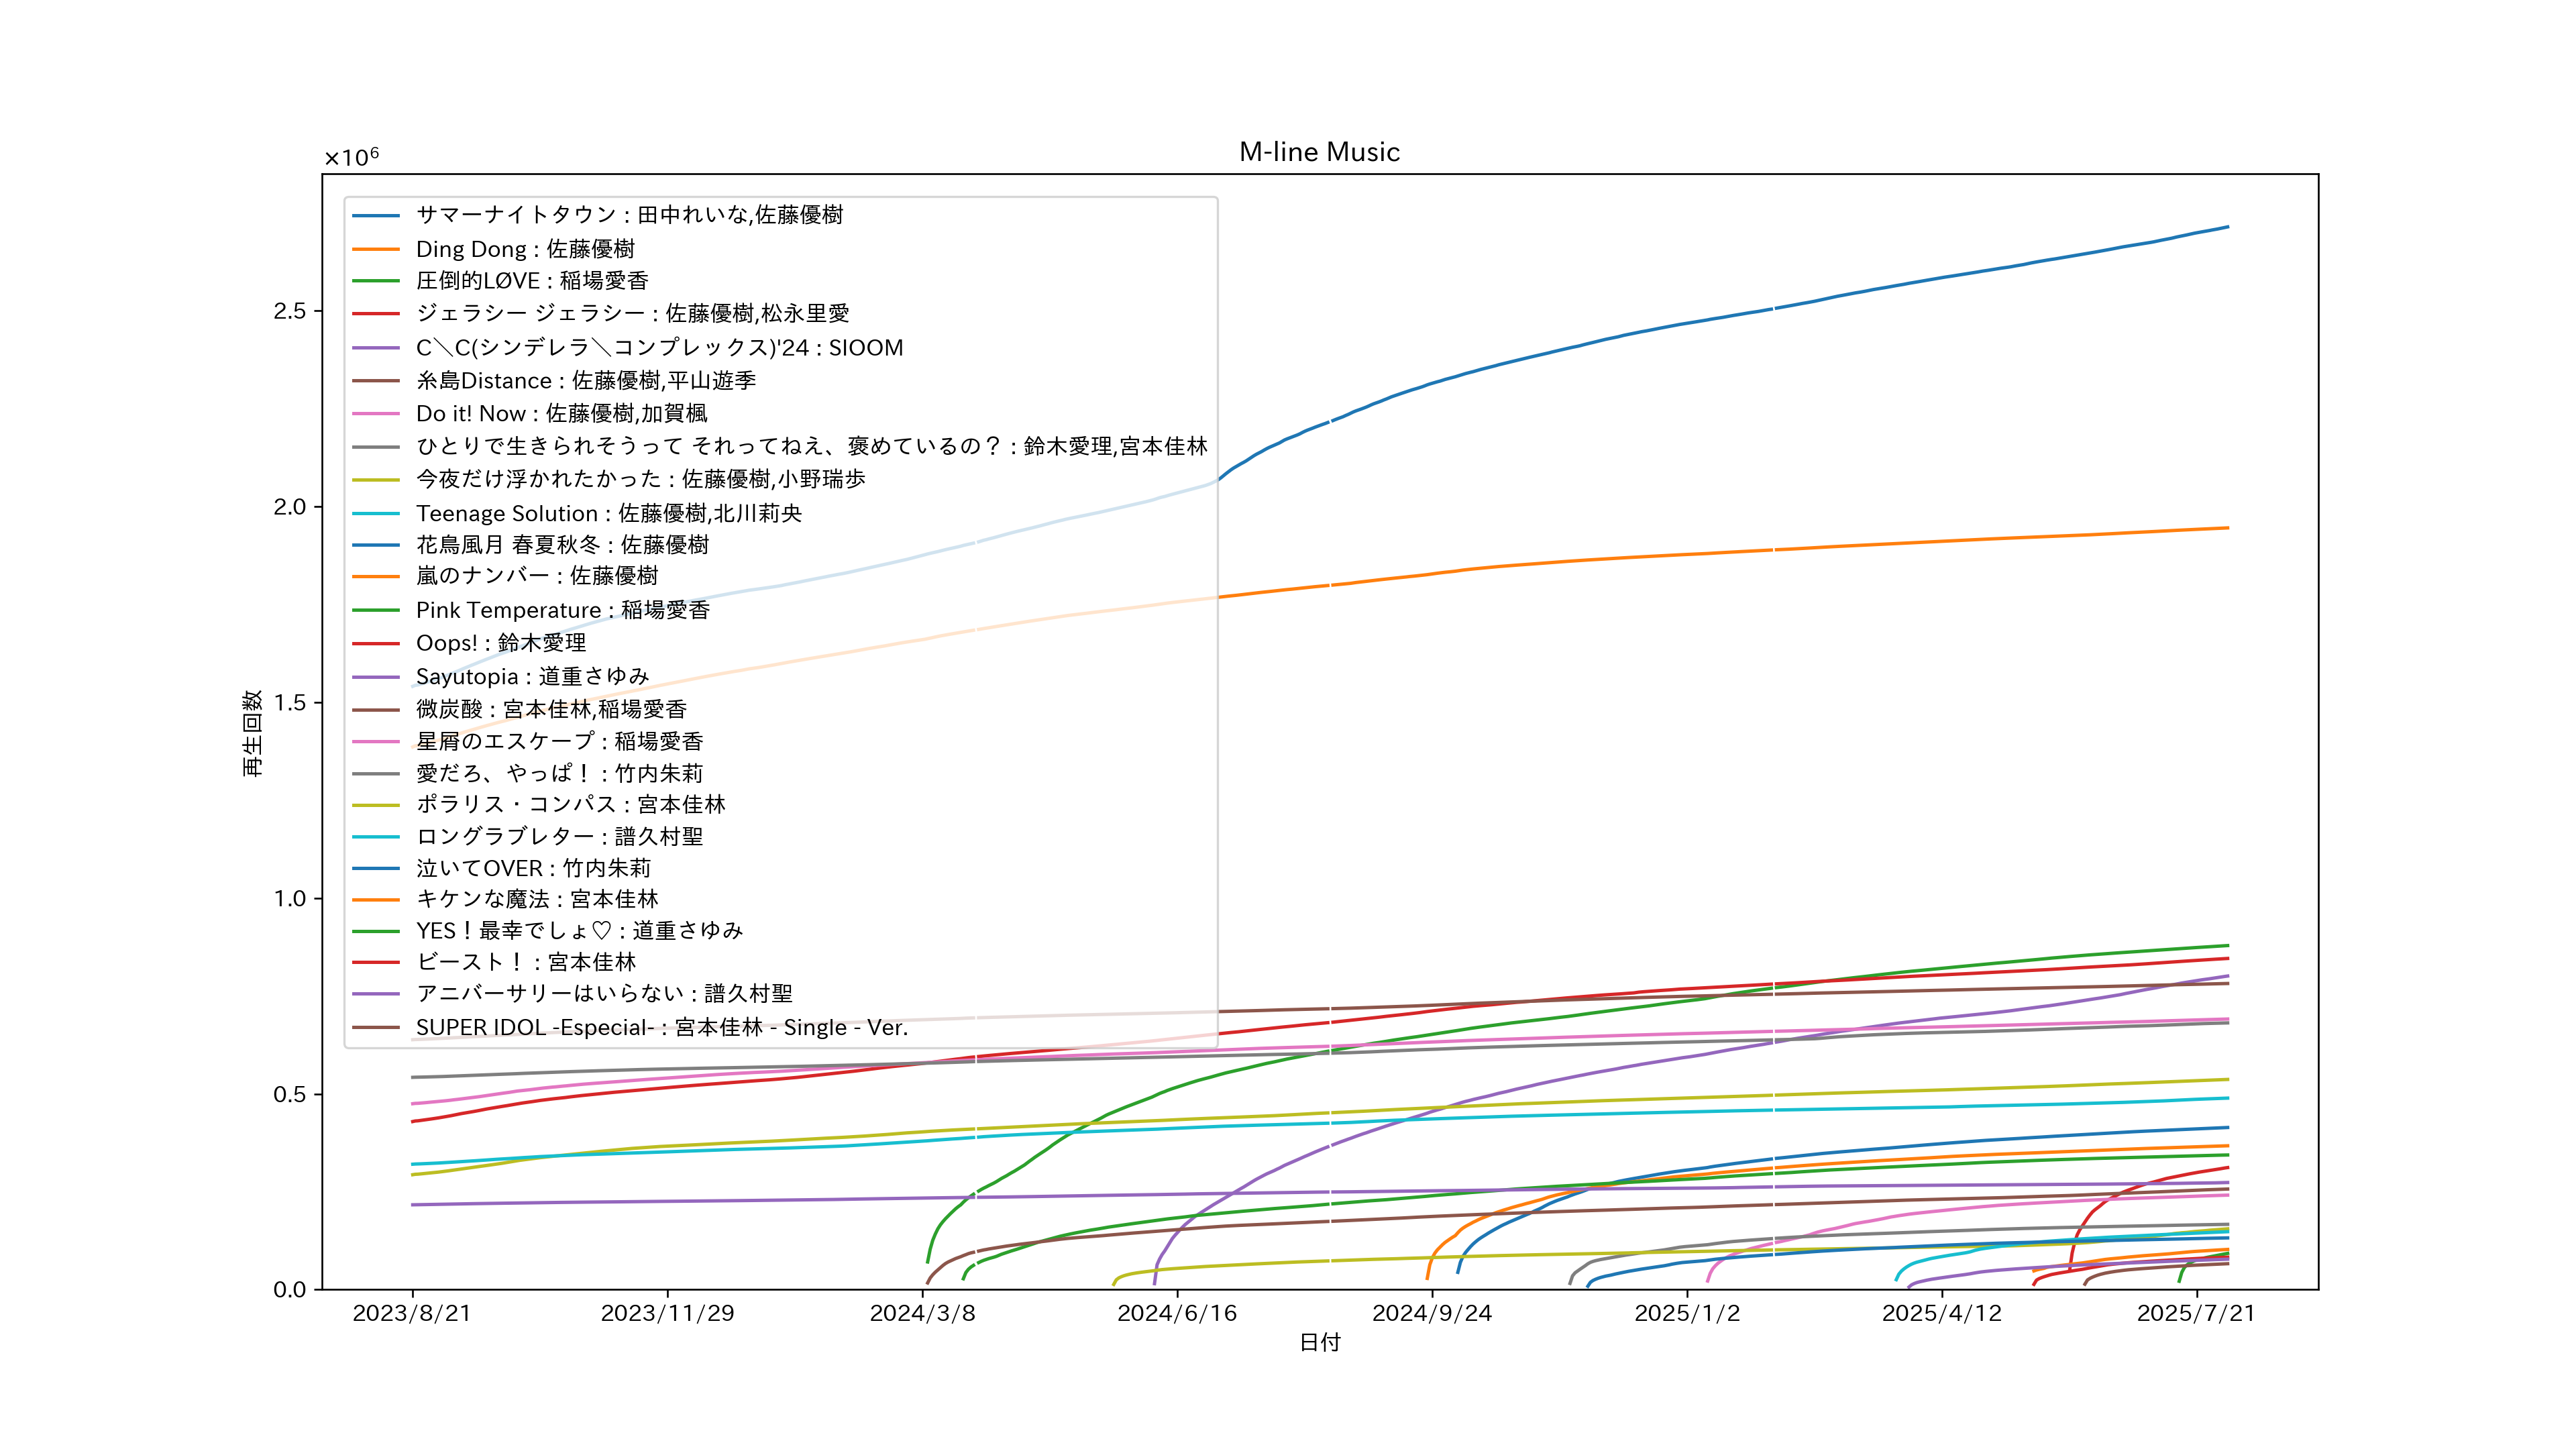 M-line Music
×10⁶
サマーナイトタウン : 田中れいな,佐藤優樹
Ding Dong : 佐藤優樹
圧倒的LØVE : 稲場愛香
ジェラシー ジェラシー : 佐藤優樹,松永里愛
C＼C(シンデレラ＼コンプレックス)'24 : SIOOM
糸島Distance : 佐藤優樹,平山遊季
Do it! Now : 佐藤優樹,加賀楓
ひとりで生きられそうって それってねえ、褒めているの？ : 鈴木愛理,宮本佳林
今夜だけ浮かれたかった : 佐藤優樹,小野瑞歩
Teenage Solution : 佐藤優樹,北川莉央
花鳥風月 春夏秋冬 : 佐藤優樹
嵐のナンバー : 佐藤優樹
Pink Temperature : 稲場愛香
Oops! : 鈴木愛理
Sayutopia : 道重さゆみ
微炭酸 : 宮本佳林,稲場愛香
星屑のエスケープ : 稲場愛香
愛だろ、やっぱ！ : 竹内朱莉
ポラリス・コンパス : 宮本佳林
ロングラブレター : 譜久村聖
泣いてOVER : 竹内朱莉
キケンな魔法 : 宮本佳林
YES！最幸でしょ♡ : 道重さゆみ
ビースト！ : 宮本佳林
アニバーサリーはいらない : 譜久村聖
SUPER IDOL -Especial- : 宮本佳林 - Single - Ver.
2.5
2.0
1.5
1.0
0.5
0.0
再生回数
2023/8/21
2023/11/29
2024/3/8
2024/6/16
2024/9/24
2025/1/2
2025/4/12
2025/7/21
日付